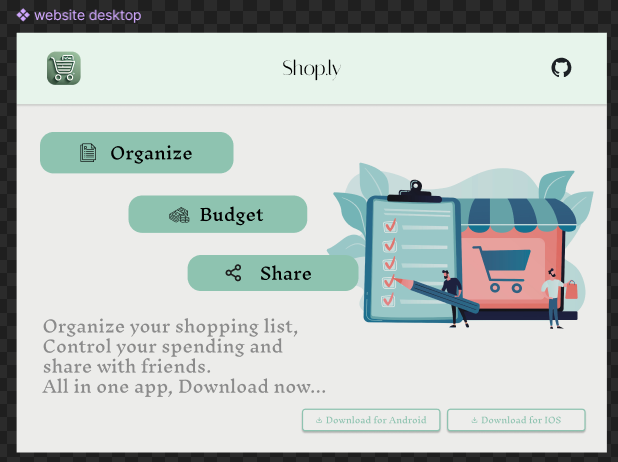 website desktop
Shop.ly
Organize
Budget
Share
Organize your shopping list,
Control your spending and
share with friends.
All in one app, Download now...
Download for Android
Download for IOS